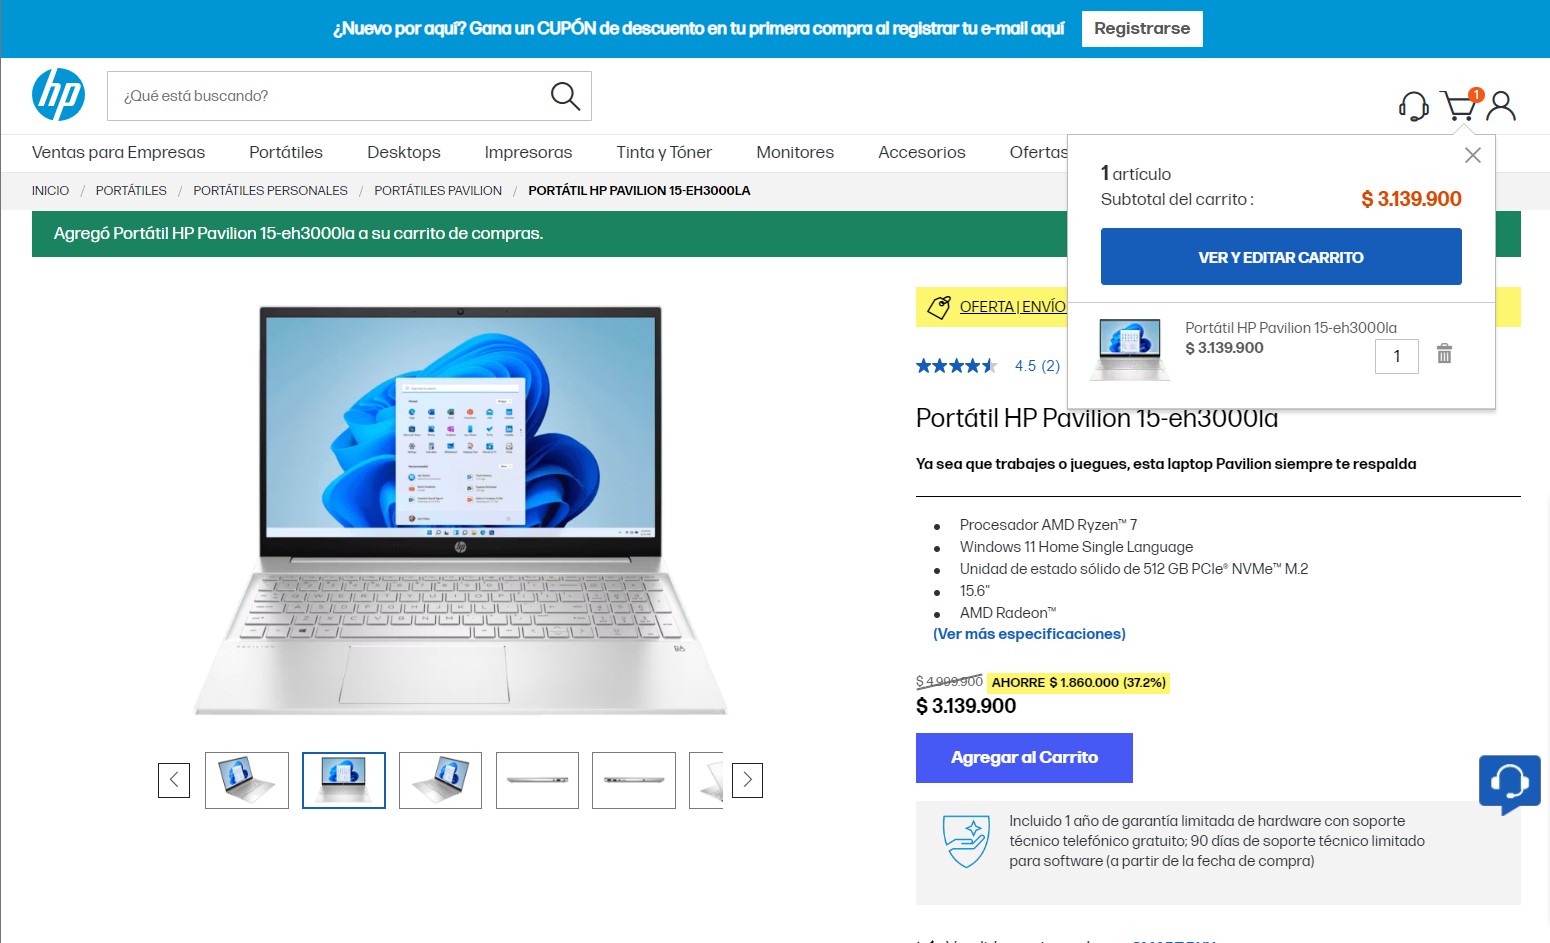 ¿Nuevo por aquí? Gana un CUPÓN de descuento en tu primera compra al registrar tu e-mail aquí
Registrarse
hp
¿Qué está buscando?
1
Ventas para Empresas
Portátiles
Desktops
Impresoras
Tinta y Tóner
Monitores
Accesorios
Ofertas
INICIO / PORTÁTILES / PORTÁTILES PERSONALES / PORTÁTILES PAVILION / PORTÁTIL HP PAVILION 15-EH3000LA
Agregó Portátil HP Pavilion 15-eh3000la a su carrito de compras.
1 artículo
Subtotal del carrito :
$ 3.139.900
VER Y EDITAR CARRITO
Portátil HP Pavilion 15-eh3000la
$ 3.139.900
1
OFERTA | ENVÍO
4.5 (2)
Portátil HP Pavilion 15-eh3000la
Ya sea que trabajes o juegues, esta laptop Pavilion siempre te respalda
Procesador AMD Ryzen™ 7
Windows 11 Home Single Language
Unidad de estado sólido de 512 GB PCIe® NVMe™ M.2
15.6"
AMD Radeon™
(Ver más especificaciones)
$ 4.999.900
AHORRE $ 1.860.000 (37.2%)
$ 3.139.900
Agregar al Carrito
Incluido 1 año de garantía limitada de hardware con soporte
técnico telefónico gratuito; 90 días de soporte técnico limitado
para software (a partir de la fecha de compra)